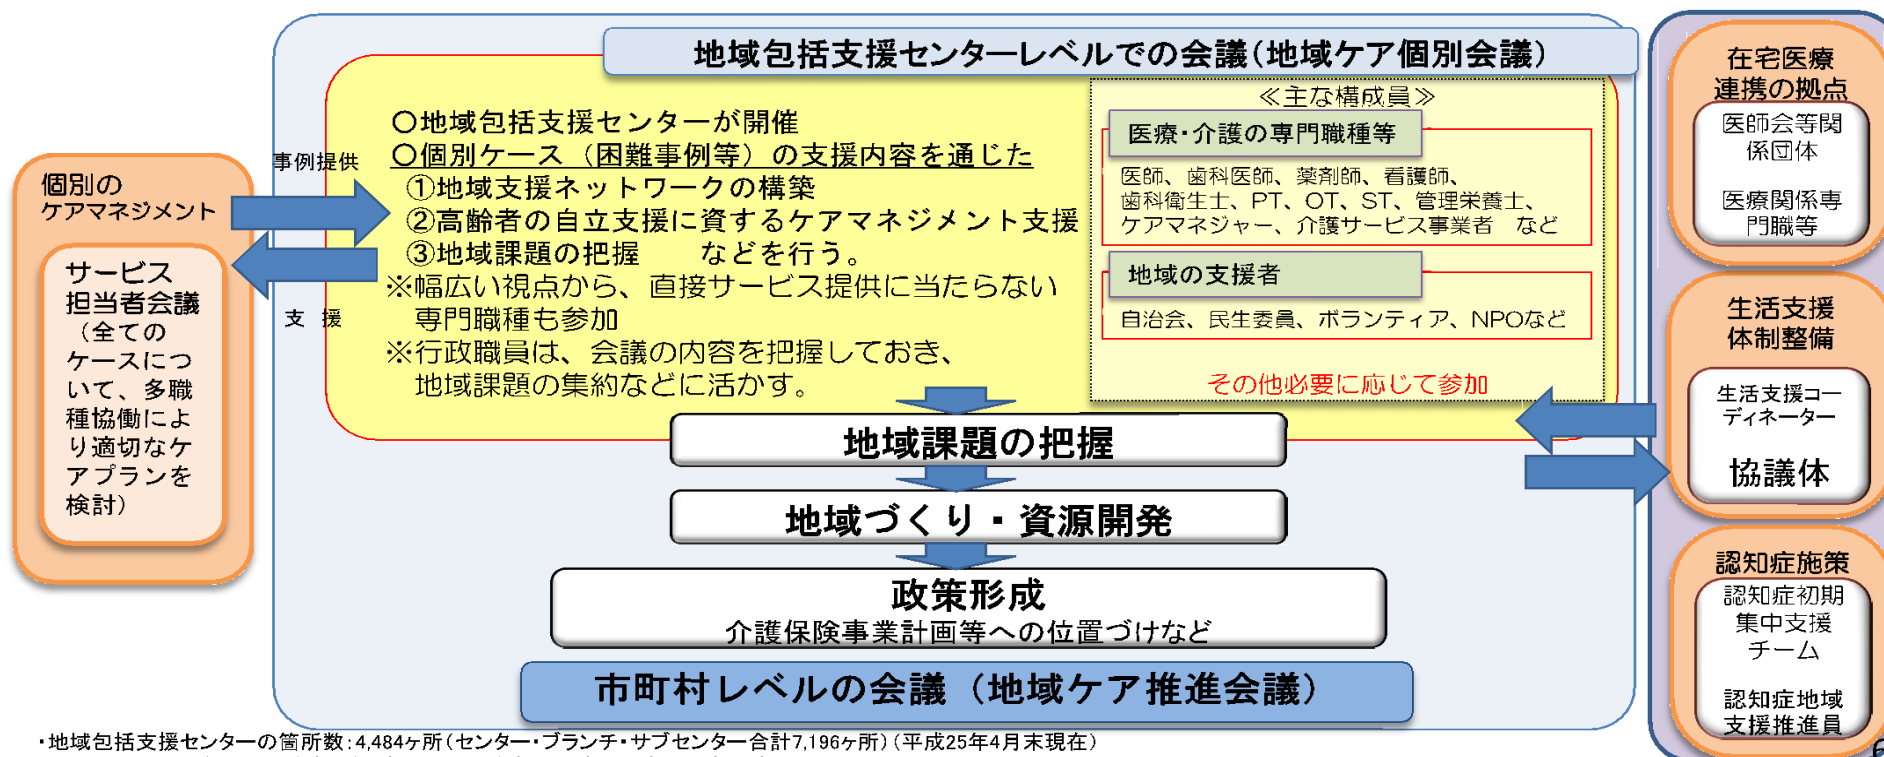 地域包括支援センターレベルでの会議(地域ケア個別会議)
〇地域包括支援センターが開催
〇個別ケース（困難事例等）の支援内容を通じた
①地域支援ネットワークの構築
②高齢者の自立支援に資するケアマネジメント支援
③地域課題の把握　　などを行う。
※幅広い視点から、直接サービス提供に当たらない
専門職種も参加
※行政職員は、会議の内容を把握しておき、
地域課題の集約などに活かす。
≪主な構成員≫
医療・介護の専門職種等
医師、歯科医師、薬剤師、看護師、
歯科衛生士、PT、OT、ST、管理栄養士、
ケアマネジャー、介護サービス事業者　など
地域の支援者
自治会、民生委員、ボランティア、NPOなど
その他必要に応じて参加
事例提供
支　援
個別の
ケアマネジメント
サービス
担当者会議
（全ての
ケースにつ
いて、多職
種協働によ
り適切なケ
アプランを
検討）
地域課題の把握
地域づくり・資源開発
政策形成
介護保険事業計画等への位置づけなど
市町村レベルの会議（地域ケア推進会議）
在宅医療
連携の拠点
医師会等関
係団体
医療関係専
門職等
生活支援
体制整備
生活支援コー
ディネーター
協議体
認知症施策
認知症初期
集中支援
チーム
認知症地域
支援推進員
・地域包括支援センターの箇所数：4,484ヶ所（センター・ブランチ・サブセンター合計7,196ヶ所）（平成25年4月末現在）